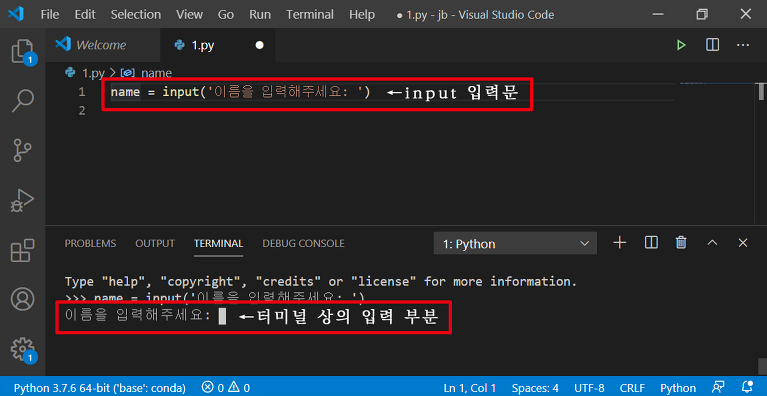 File Edit Selection View Go Run Terminal Help ● 1.py - jb - Visual Studio Code
Welcome 1.py ●
1.py > name
1 name = input('이름을 입력해주세요: ') ←input 입력문
2
PROBLEMS OUTPUT TERMINAL DEBUG CONSOLE 1: Python
Type "help", "copyright", "credits" or "license" for more information.
>>> name = input('이름을 입력해주세요: ')
이름을 입력해주세요: ←터미널 상의 입력 부분
1
1
Python 3.7.6 64-bit ('base': conda) 0 0 Ln 1, Col 1 Spaces: 4 UTF-8 CRLF Python